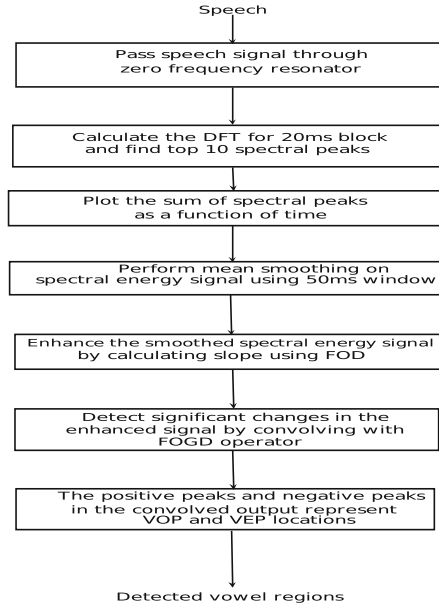 Speech
Pass speech signal through
zero frequency resonator
Calculate the DFT for 20ms block
and find top 10 spectral peaks
Plot the sum of spectral peaks
as a function of time
Perform mean smoothing on
spectral energy signal using 50ms window
Enhance the smoothed spectral energy signal
by calculating slope using FOD
Detect significant changes in the
enhanced signal by convolving with
FOGD operator
The positive peaks and negative peaks
in the convolved output represent
VOP and VEP locations
Detected vowel regions